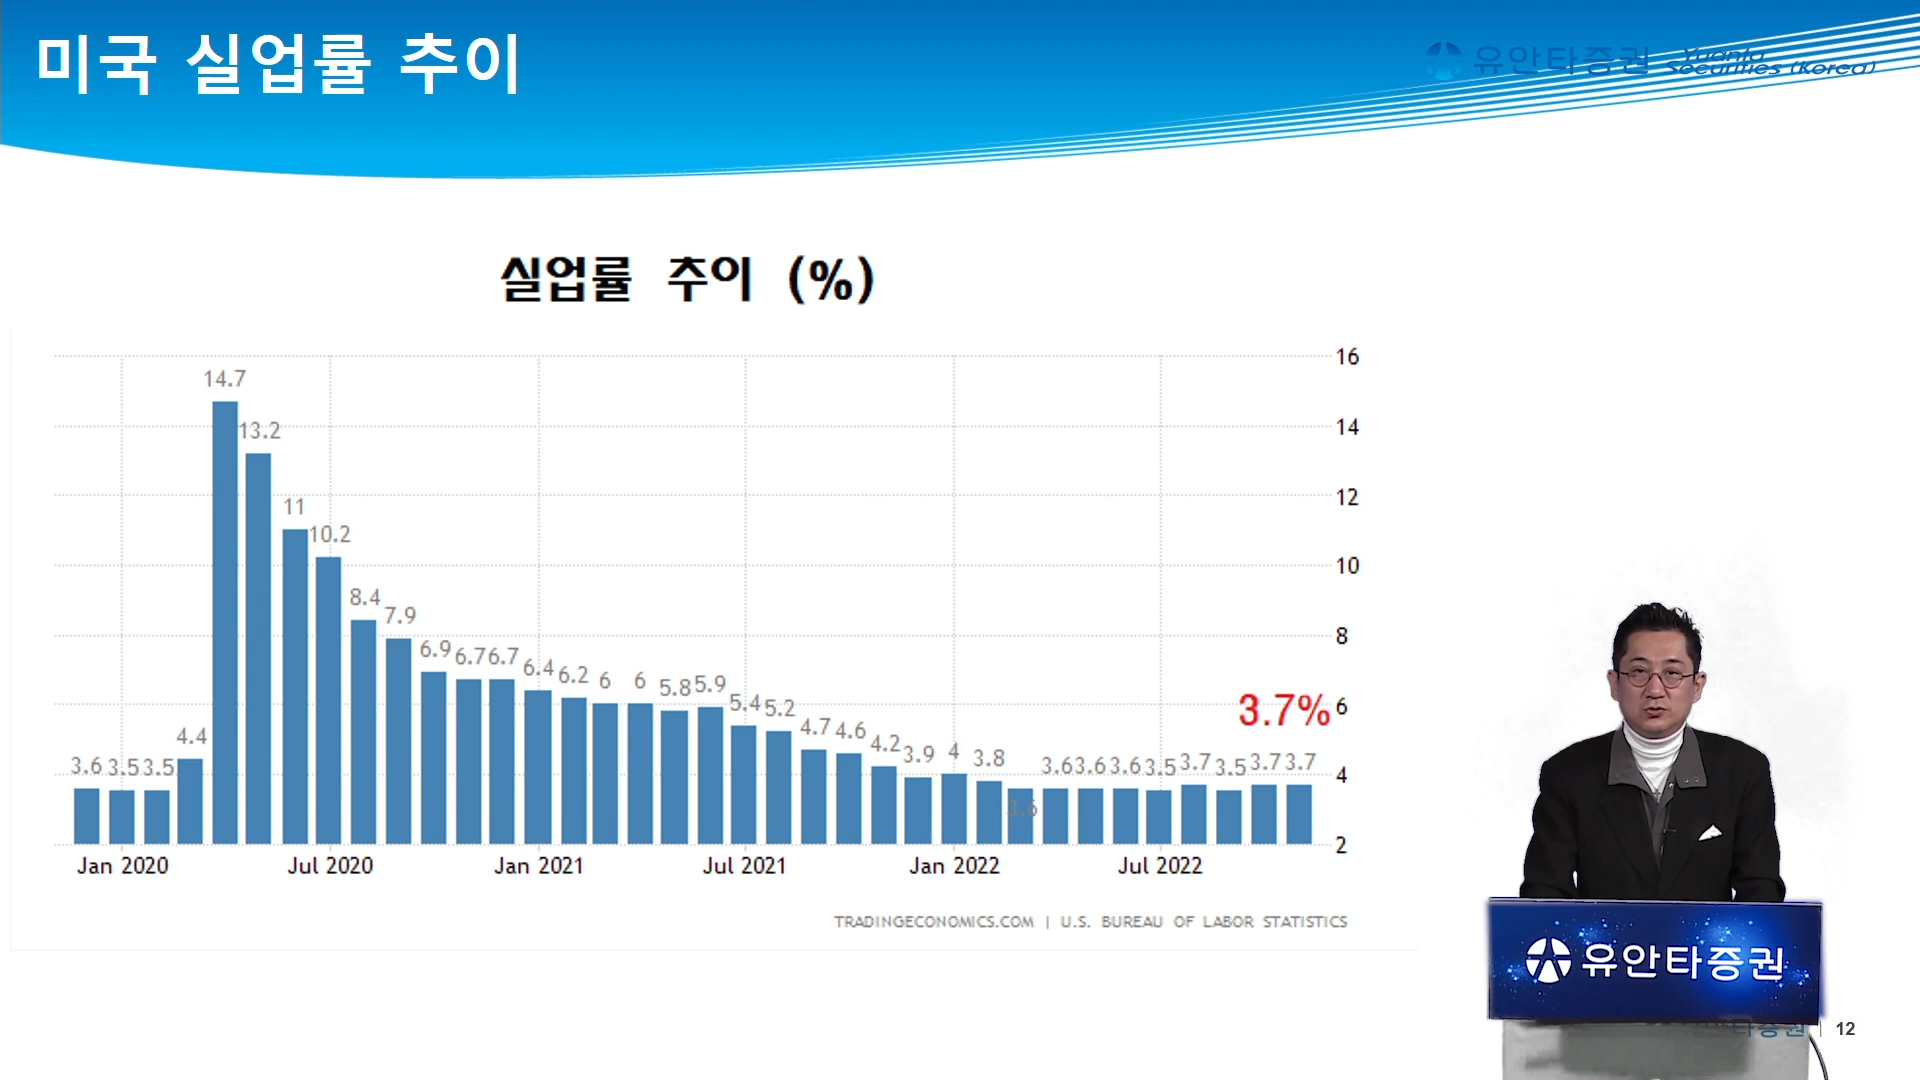 미국 실업률 추이
유안타증권 Yuanta Securities (Korea)
실업률 추이 (%)
16
14
12
10
8
6
4
2
14.7
13.2
11
10.2
8.4
7.9
6.9 6.7 6.7 6.4 6.2 6 6 5.8 5.9 5.4 5.2 4.7 4.6 4.2 3.9 4 3.8
3.6 3.5 3.5 4.4
3.6
3.6 3.6 3.6 3.5 3.7 3.5 3.7 3.7
3.7%
Jan 2020 Jul 2020 Jan 2021 Jul 2021 Jan 2022 Jul 2022
TRADINGECONOMICS.COM | U.S. BUREAU OF LABOR STATISTICS
유안타증권
12